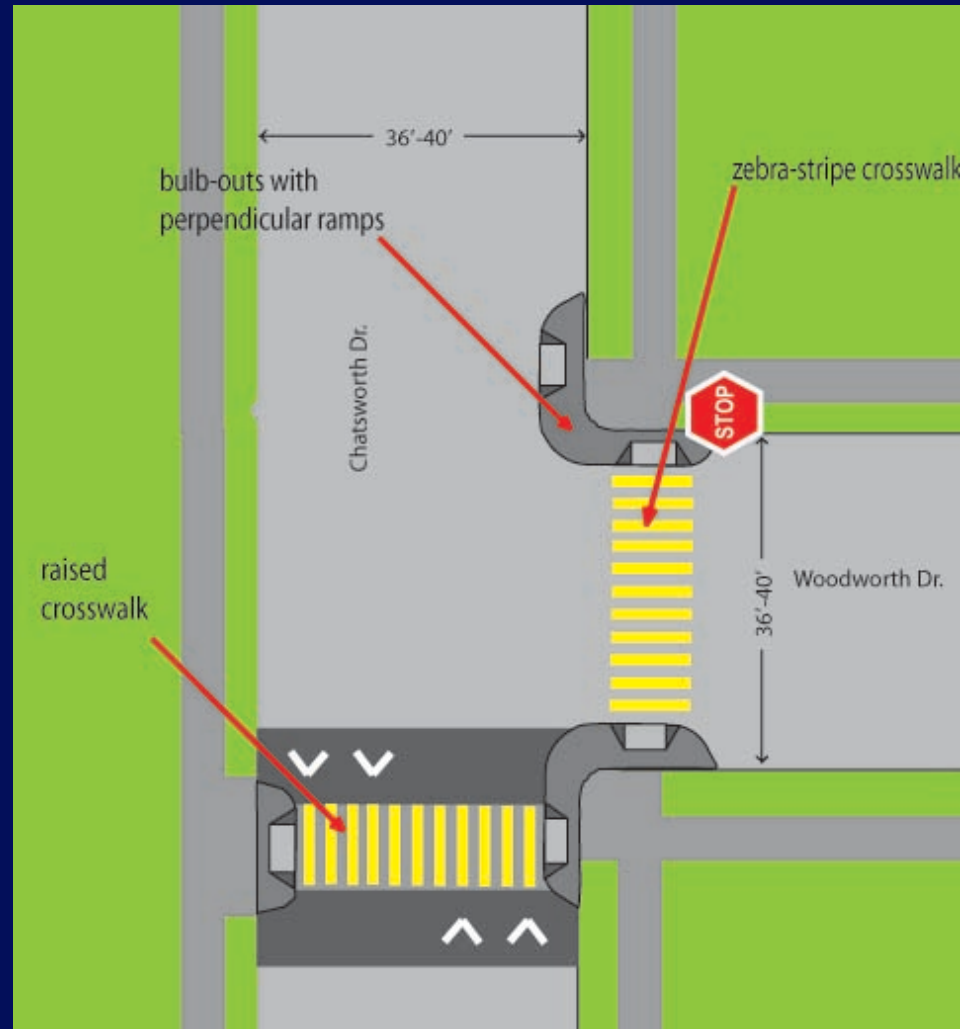 36'-40'
bulb-outs with
perpendicular ramps
zebra-stripe crosswalk
Chatsworth Dr.
STOP
36'-40'
Woodworth Dr.
raised
crosswalk